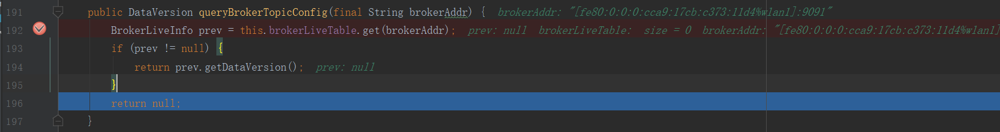 191 public DataVersion queryBrokerTopicConfig(final String brokerAddr) { brokerAddr: "[fe80:0:0:0:cca9:17cb:c373:11d4%wlan1]:9091"
192 BrokerLiveInfo prev = this.brokerLiveTable.get(brokerAddr); prev: null brokerLiveTable: size = 0 brokerAddr: "[fe80:0:0:0:cca9:17cb:c373:11d4%wlan1]
193 if (prev != null) {
194 return prev.getDataVersion(); prev: null
195 }
196 return null;
197 }